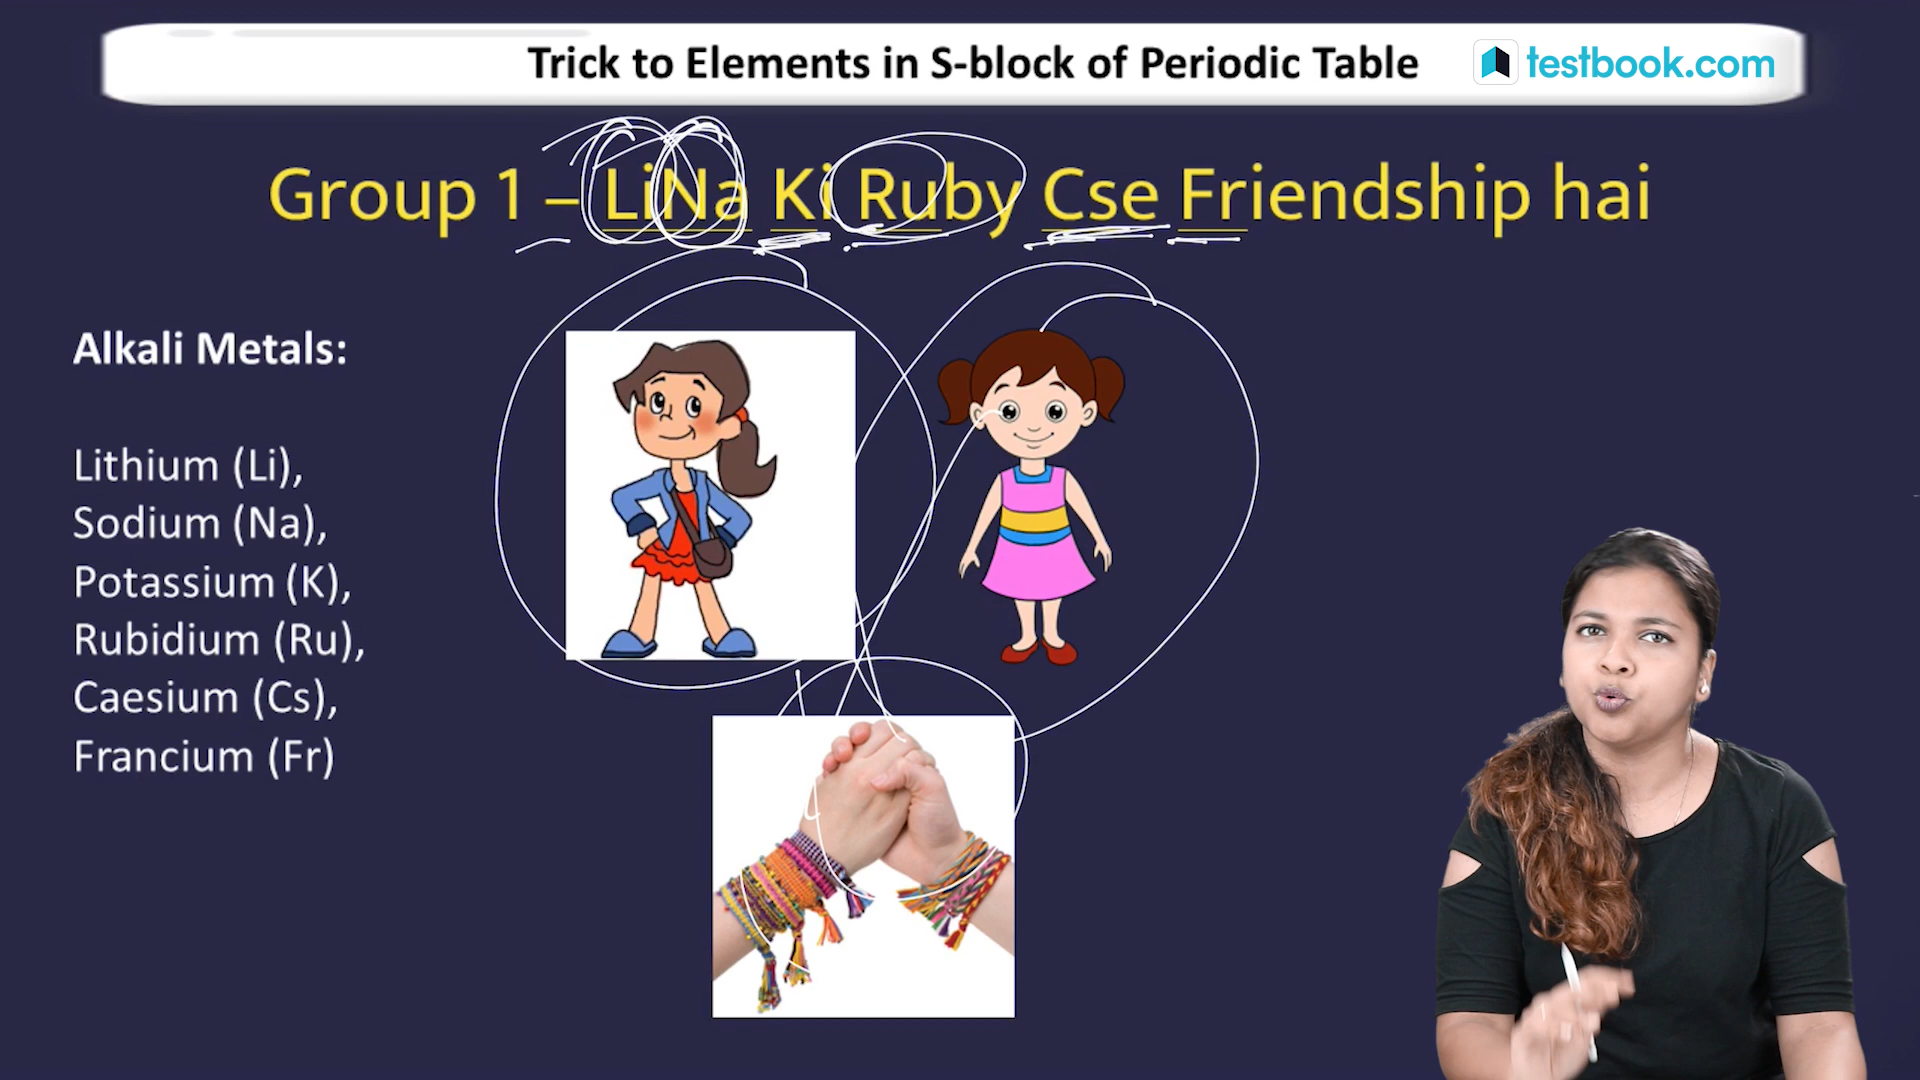 Trick to Elements in S-block of Periodic Table
testbook.com
Group 1 – LiNa Ki Ruby Cse Friendship hai
Alkali Metals:
Lithium (Li),
Sodium (Na),
Potassium (K),
Rubidium (Ru),
Caesium (Cs),
Francium (Fr)